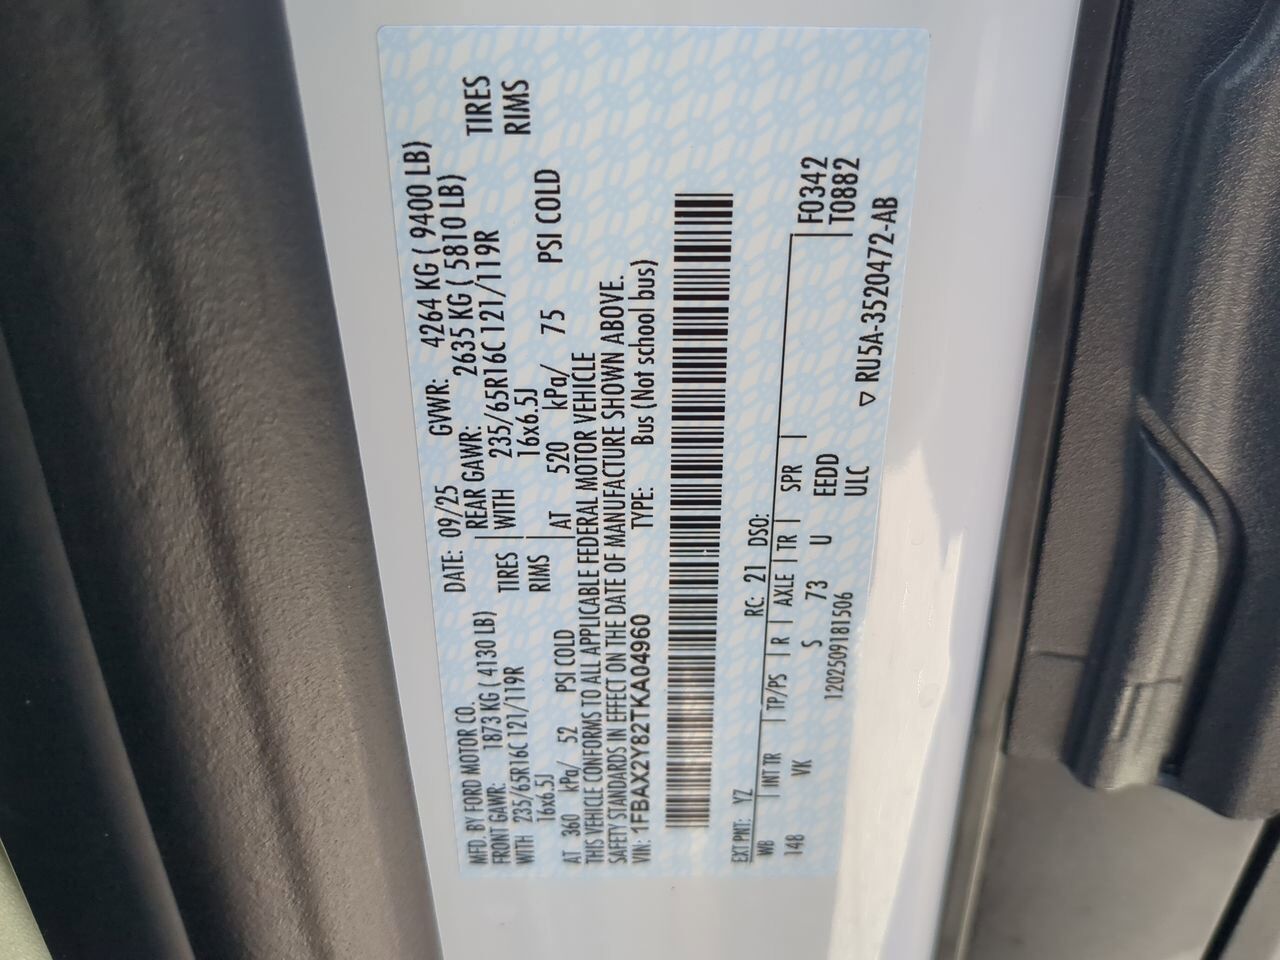 MFD. BY FORD MOTOR CO. DATE: 09/25 GVWR: 4264 KG ( 9400 LB)
FRONT GAWR: 1873 KG ( 4130 LB) REAR GAWR: 2635 KG ( 5810 LB)
WITH 235/65R16C 121/119R TIRES WITH 235/65R16C 121/119R TIRES
16x6.5J RIMS 16x6.5J RIMS
AT 360 kPa/ 52 PSI COLD AT 520 kPa/ 75 PSI COLD
THIS VEHICLE CONFORMS TO ALL APPLICABLE FEDERAL MOTOR VEHICLE
SAFETY STANDARDS IN EFFECT ON THE DATE OF MANUFACTURE SHOWN ABOVE.
VIN: 1FBAX2Y82TKA04960 TYPE: Bus (Not school bus)
EXT PNT: YZ RC: 21 DSO:
WB INT TR TP/PS R AXLE TR SPR F0342
148 VK S 73 U EEDD T0882
1202509181506 ULC ▽ RU5A-3520472-AB